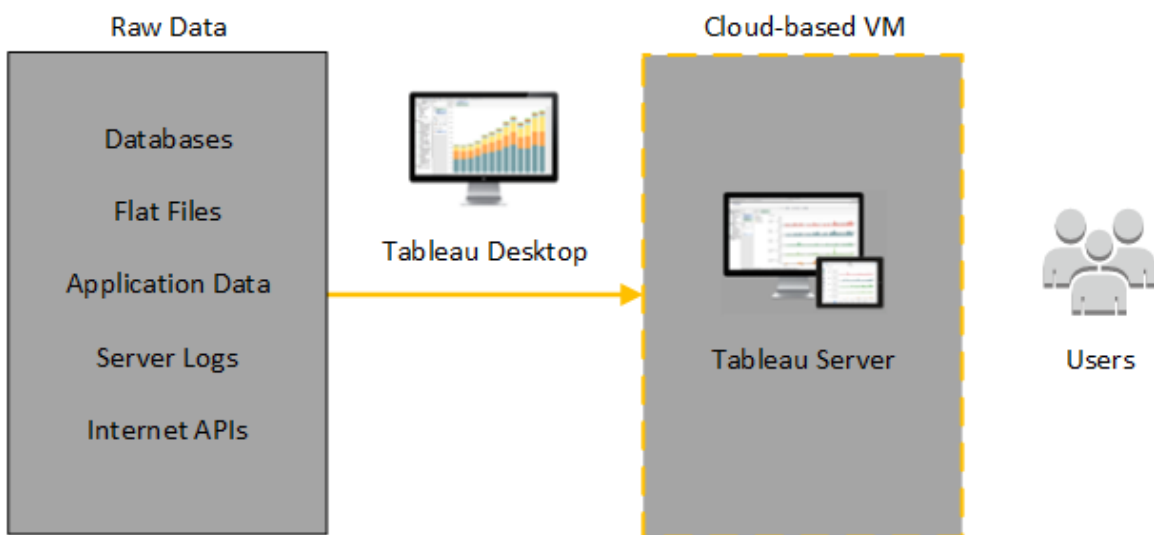 Raw Data
Databases
Flat Files
Application Data
Server Logs
Internet APIs
Tableau Desktop
Cloud-based VM
Tableau Server
Users